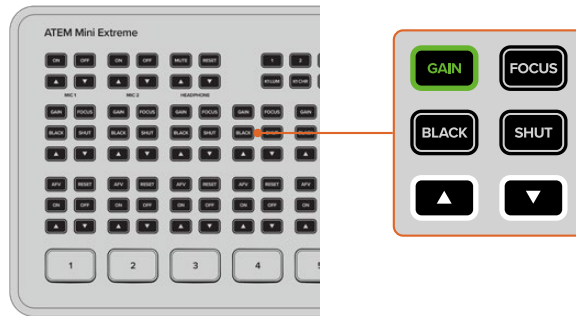 ATEM Mini Extreme
ON OFF ON OFF MUTE RESET 1 2
MIC 1 MIC 2 HEADPHONE
GAIN FOCUS GAIN FOCUS GAIN FOCUS GAIN FOCUS GAIN
BLACK SHUT BLACK SHUT BLACK SHUT BLACK
AFV RESET AFV RESET AFV RESET AFV RESET AFV
ON OFF ON OFF ON OFF ON OFF ON
1 2 3 4
GAIN FOCUS
BLACK SHUT